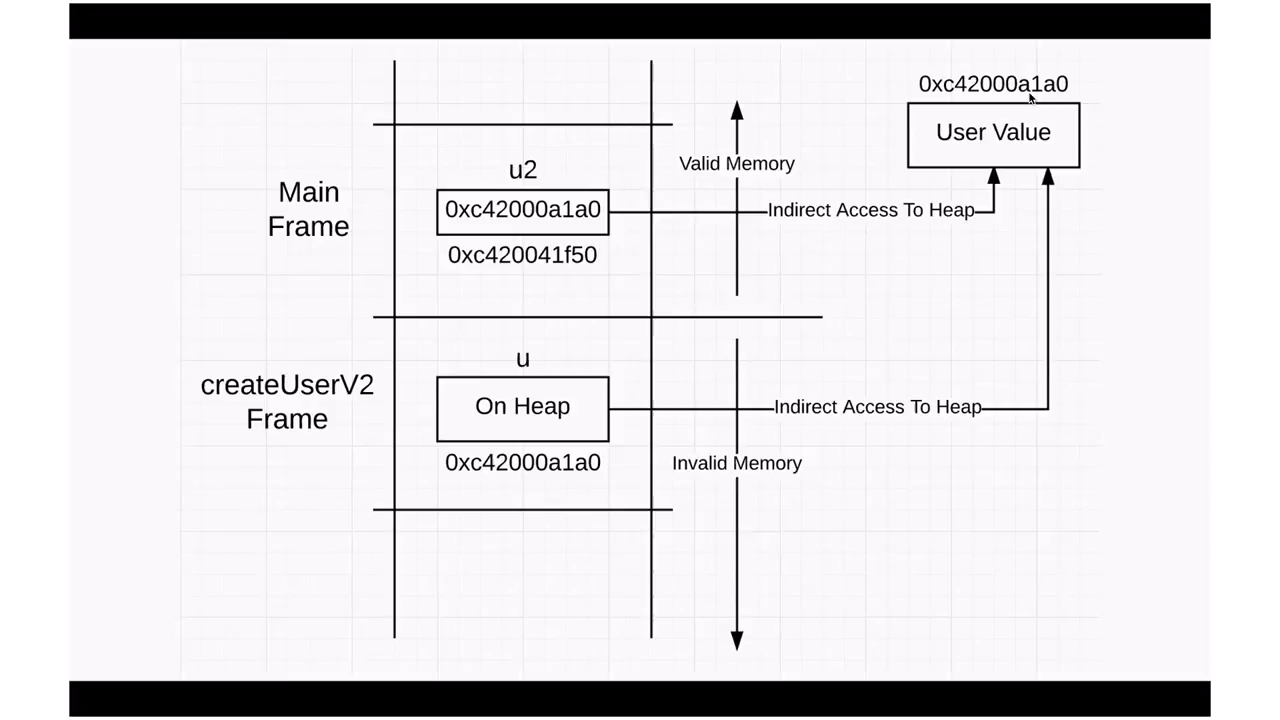 0xc42000a1a0
User Value
Valid Memory
u2
Main
Frame
0xc42000a1a0
Indirect Access To Heap
0xc420041f50
u
createUserV2
Frame
On Heap
Indirect Access To Heap
0xc42000a1a0
Invalid Memory